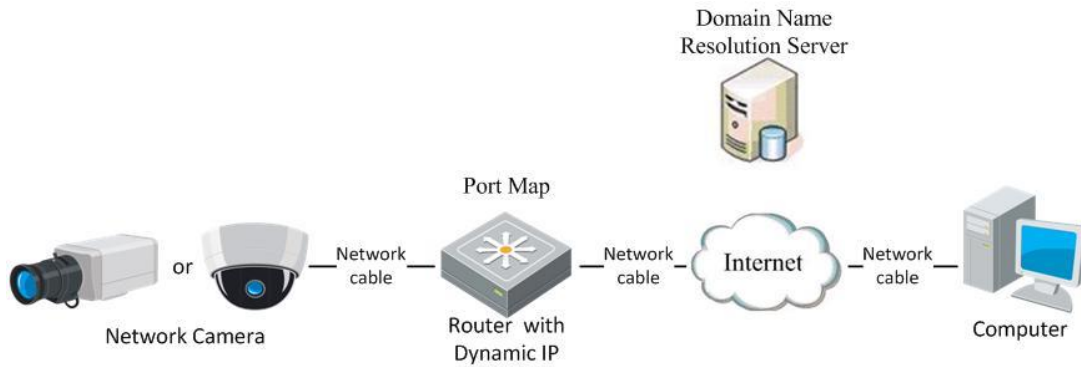 Domain Name
Resolution Server
Port Map
or
Network
cable
Network
cable
Internet
Network
cable
Network Camera
Router with
Dynamic IP
Computer